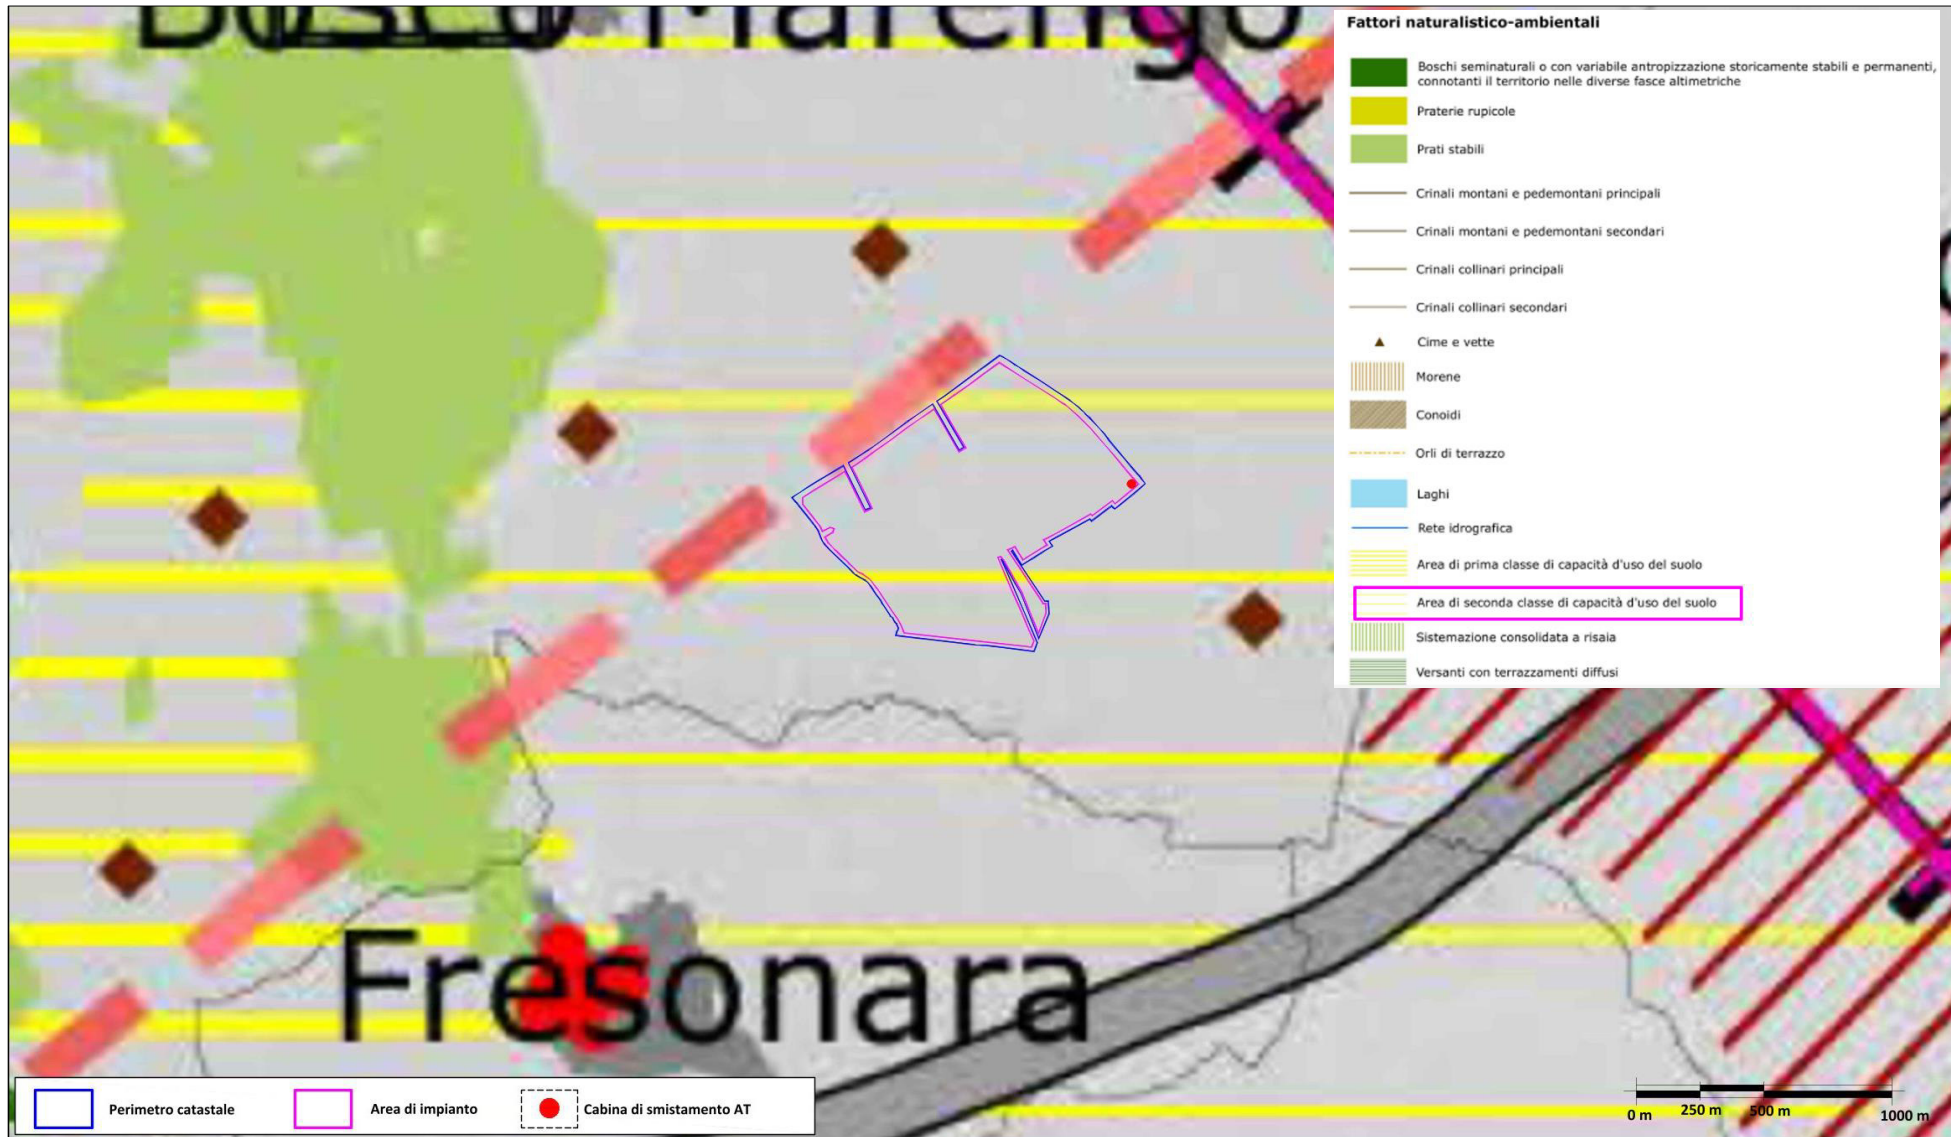 Bosco Marengo
Fattori naturalistico-ambientali
Boschi seminaturali o con variabile antropizzazione storicamente stabili e permanenti,
connotanti il territorio nelle diverse fasce altimetriche
Praterie rupicole
Prati stabili
Crinali montani e pedemontani principali
Crinali montani e pedemontani secondari
Crinali collinari principali
Crinali collinari secondari
Cime e vette
Morene
Conoidi
Orli di terrazzo
Laghi
Rete idrografica
Area di prima classe di capacità d'uso del suolo
Area di seconda classe di capacità d'uso del suolo
Sistemazione consolidata a risaia
Versanti con terrazzamenti diffusi
Fresonara
Perimetro catastale
Area di impianto
Cabina di smistamento AT
0 m 250 m 500 m 1000 m